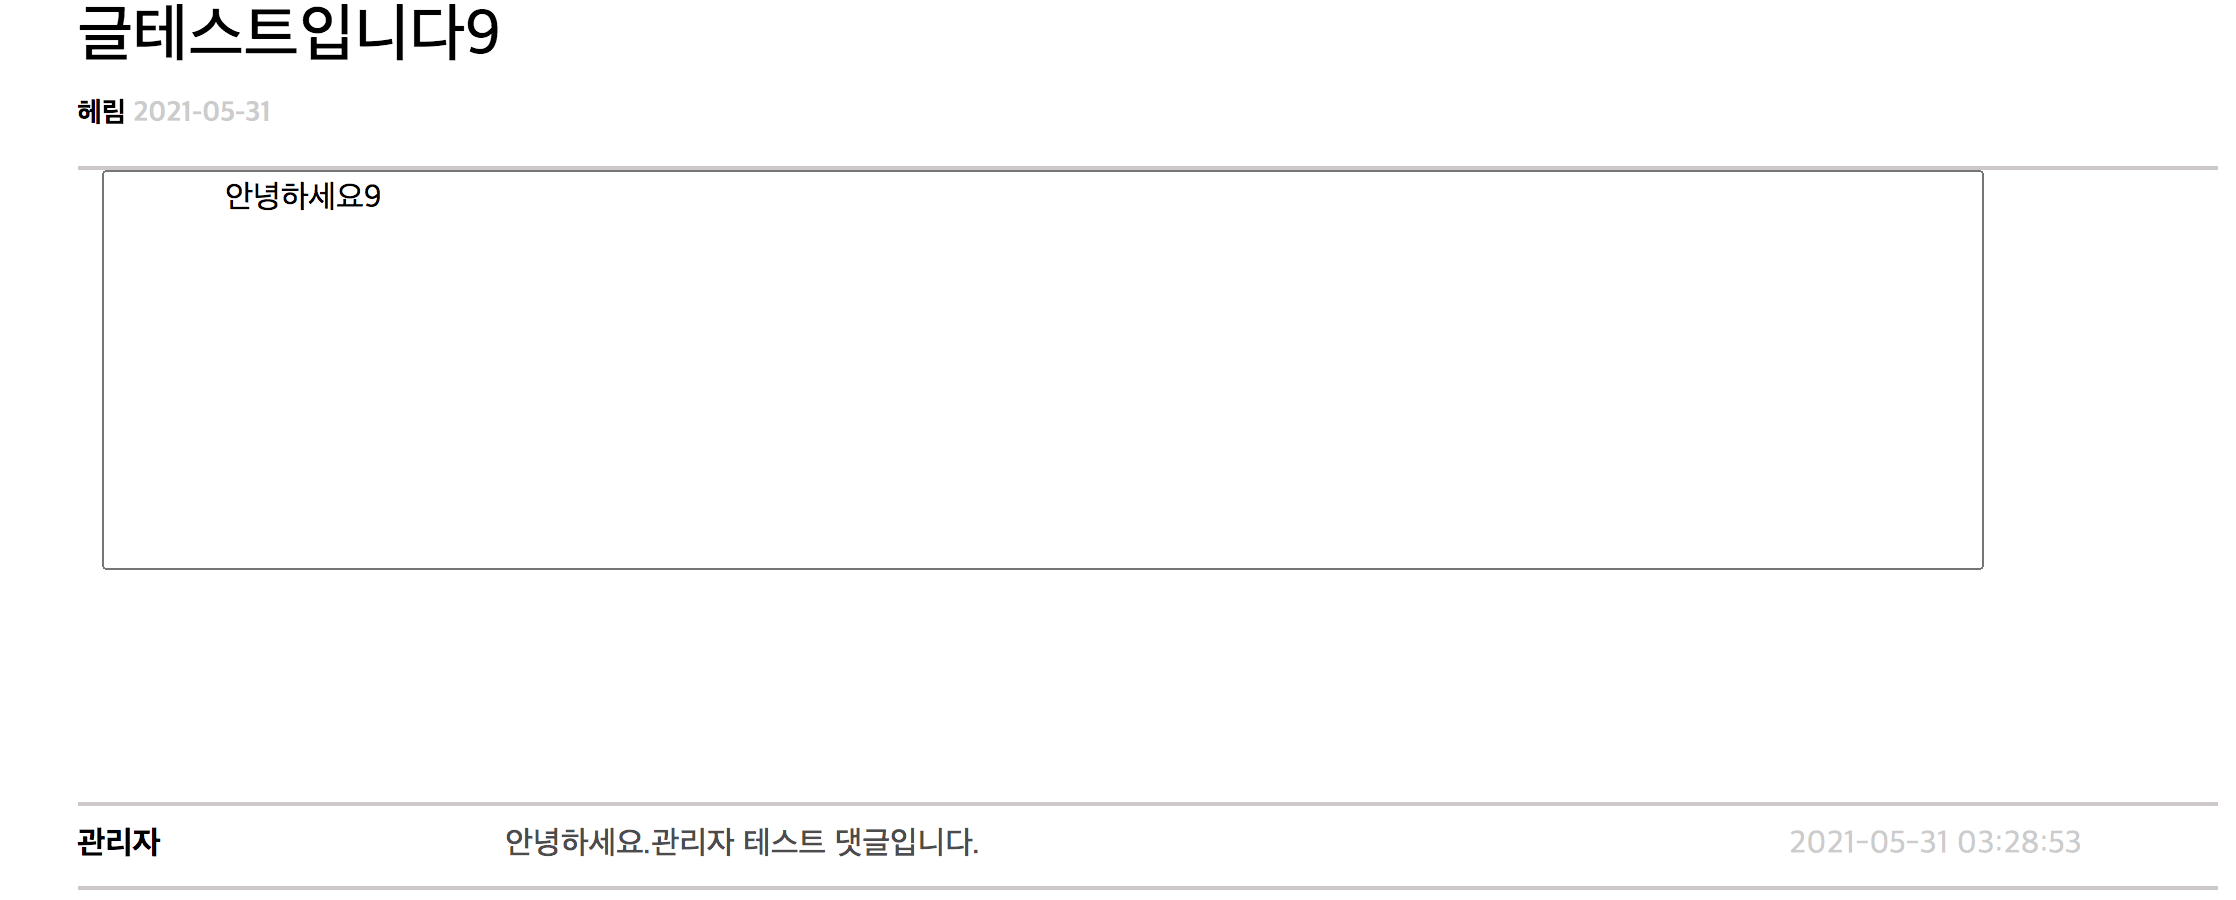 글테스트입니다9
헤림 2021-05-31
안녕하세요9
관리자 안녕하세요.관리자 테스트 댓글입니다. 2021-05-31 03:28:53